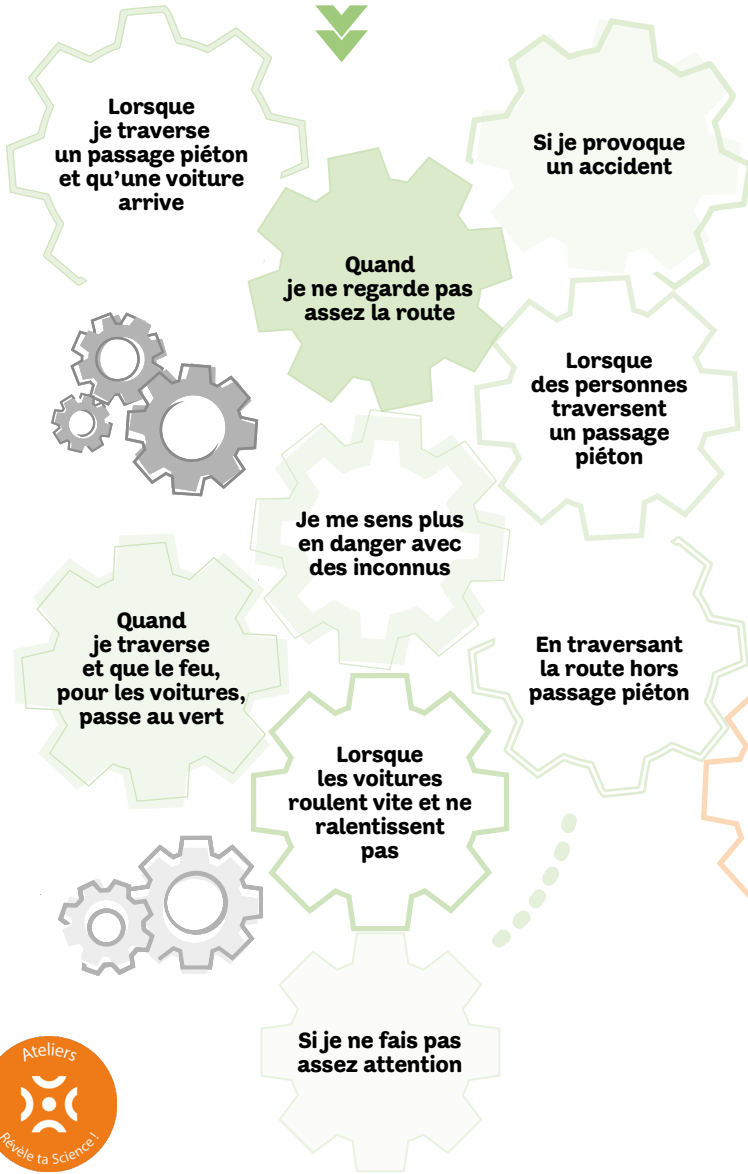 Lorsque
je traverse
un passage piéton
et qu’une voiture
arrive
Si je provoque
un accident
Quand
je ne regarde pas
assez la route
Lorsque
des personnes
traversent
un passage
piéton
Je me sens plus
en danger avec
des inconnus
Quand
je traverse
et que le feu,
pour les voitures,
passe au vert
En traversant
la route hors
passage piéton
Lorsque
les voitures
roulent vite et ne
ralentissent
pas
Si je ne fais pas
assez attention
Ateliers
Révèle ta Science !